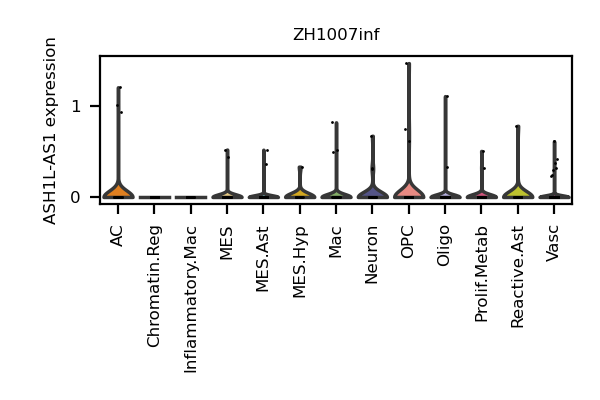 ZH1007inf
ASH1L-AS1 expression
1
0
AC
Chromatin.Reg
Inflammatory.Mac
MES
MES.Ast
MES.Hyp
Mac
Neuron
OPC
Oligo
Prolif.Metab
Reactive.Ast
Vasc